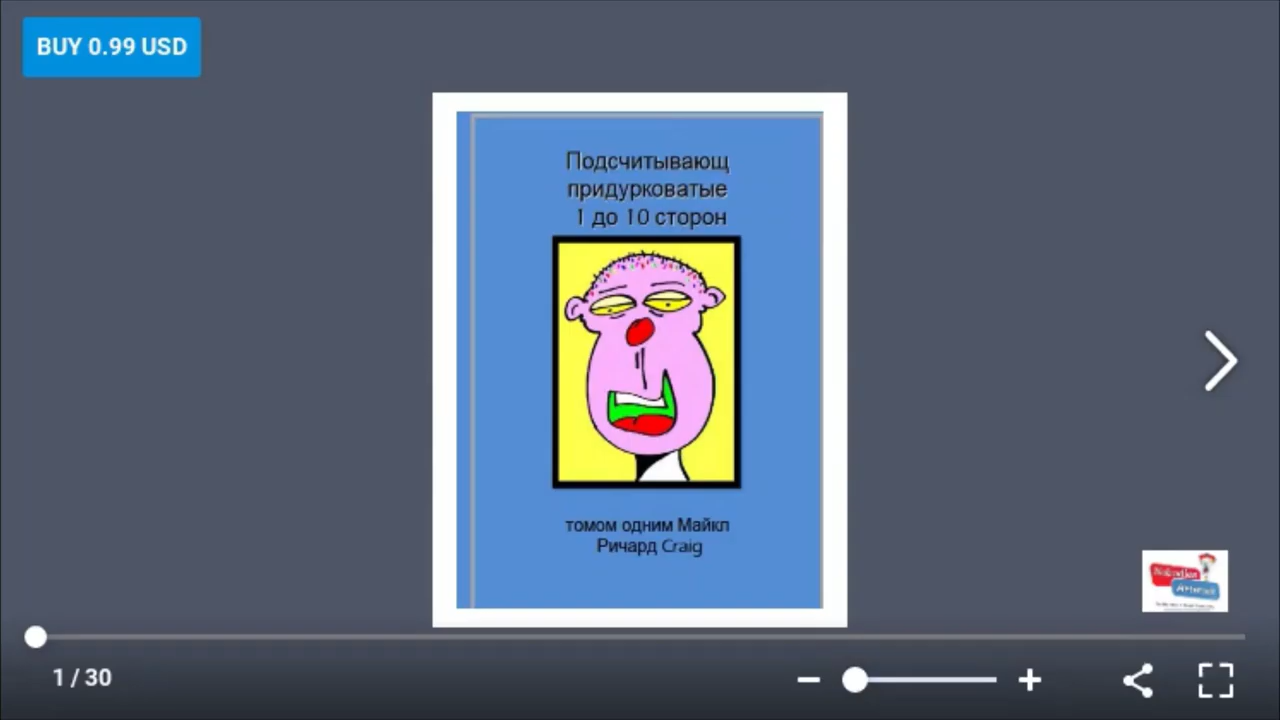 BUY 0.99 USD
Подсчитывающ
придурковатые
1 до 10 сторон
томом одним Майкл
Ричард Craig
1 / 30